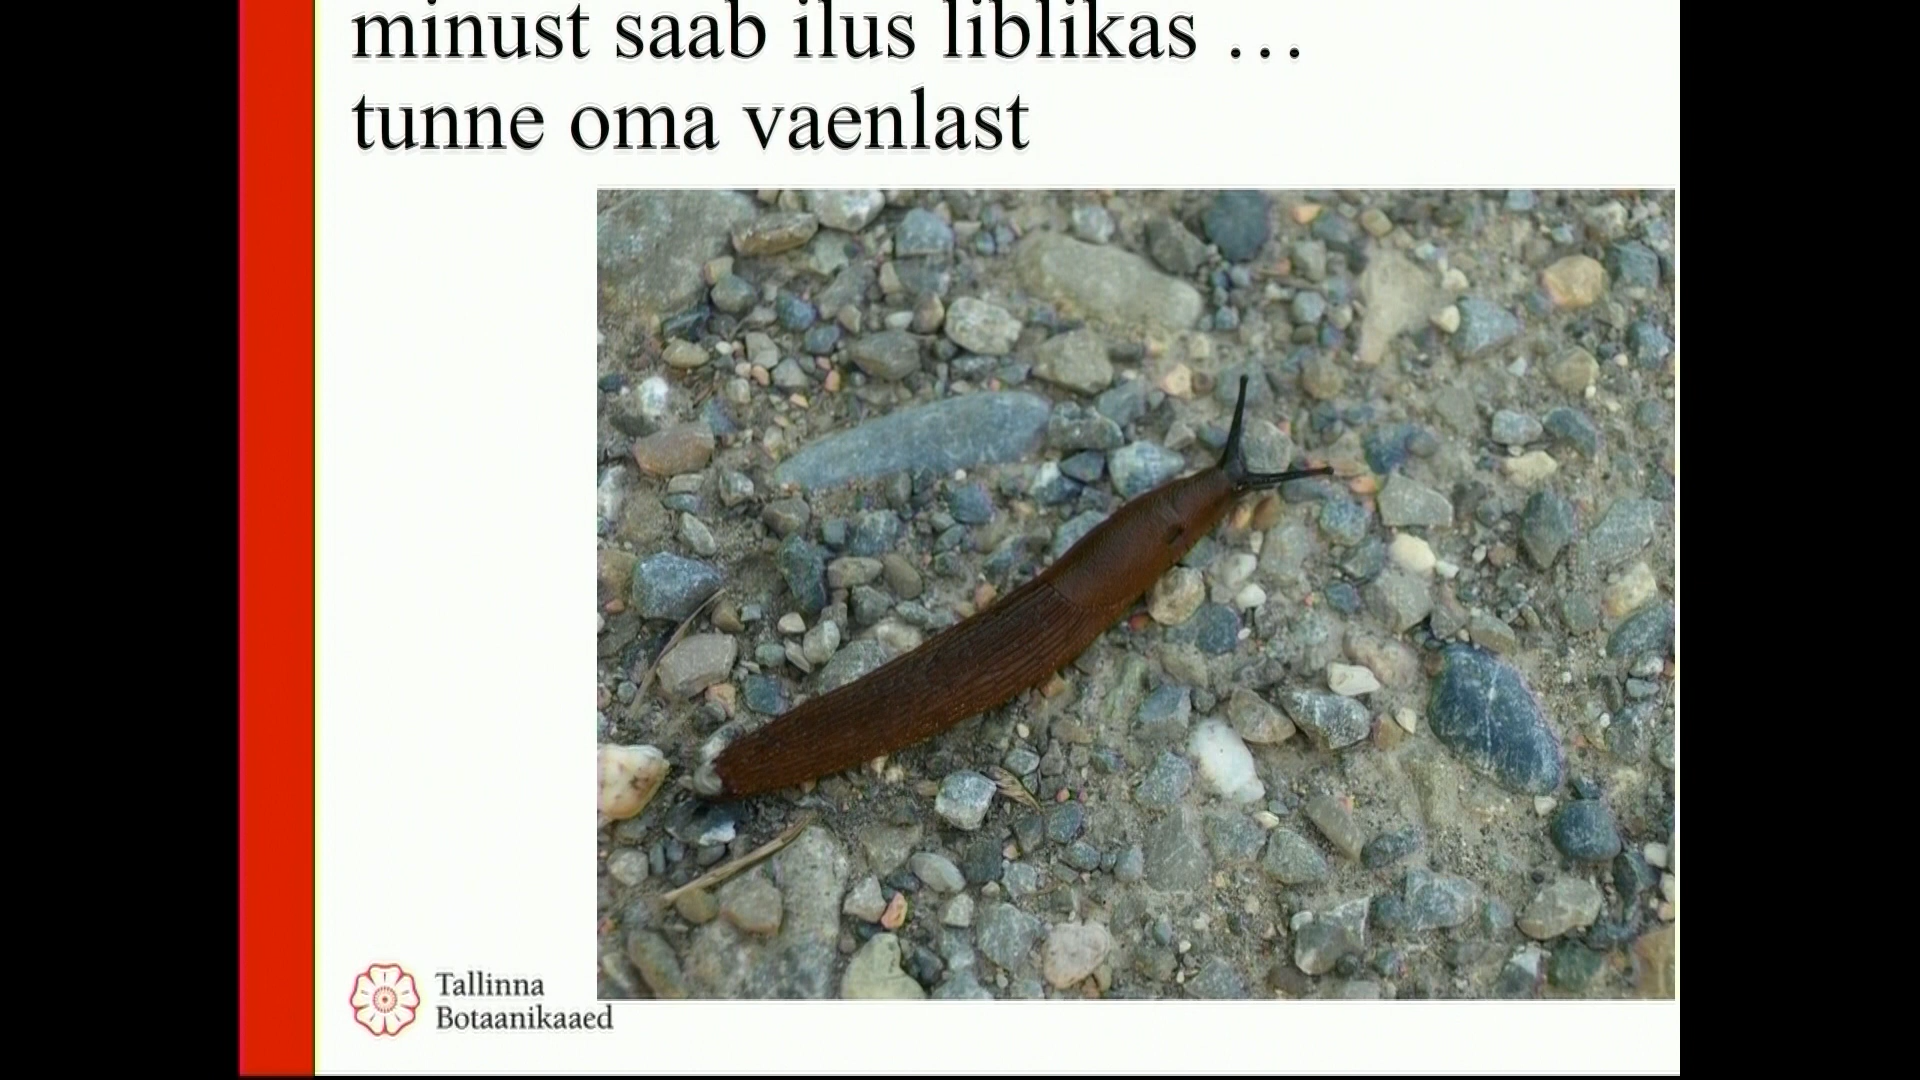 minust saab ilus liblikas …
tunne oma vaenlast
Tallinna
Botaanikaaed